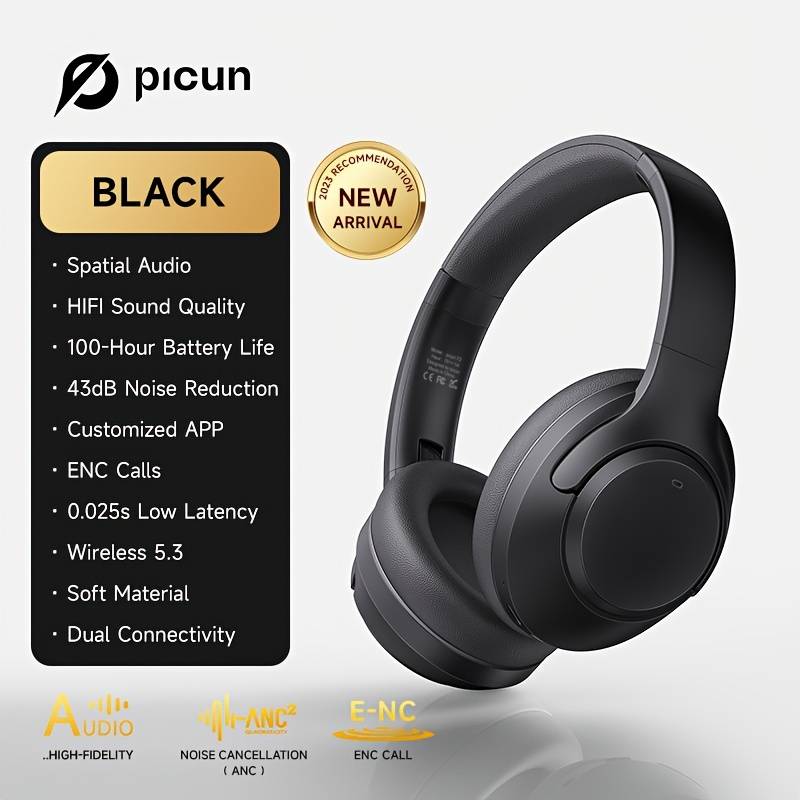 picun
BLACK
2023 RECOMMENDATION
NEW
ARRIVAL
· Spatial Audio
· HIFI Sound Quality
· 100-Hour Battery Life
· 43dB Noise Reduction
· Customized APP
· ENC Calls
· 0.025s Low Latency
· Wireless 5.3
· Soft Material
· Dual Connectivity
AUDIO
..HIGH-FIDELITY
ANC²
NOISE CANCELLATION
( ANC )
E-NC
ENC CALL